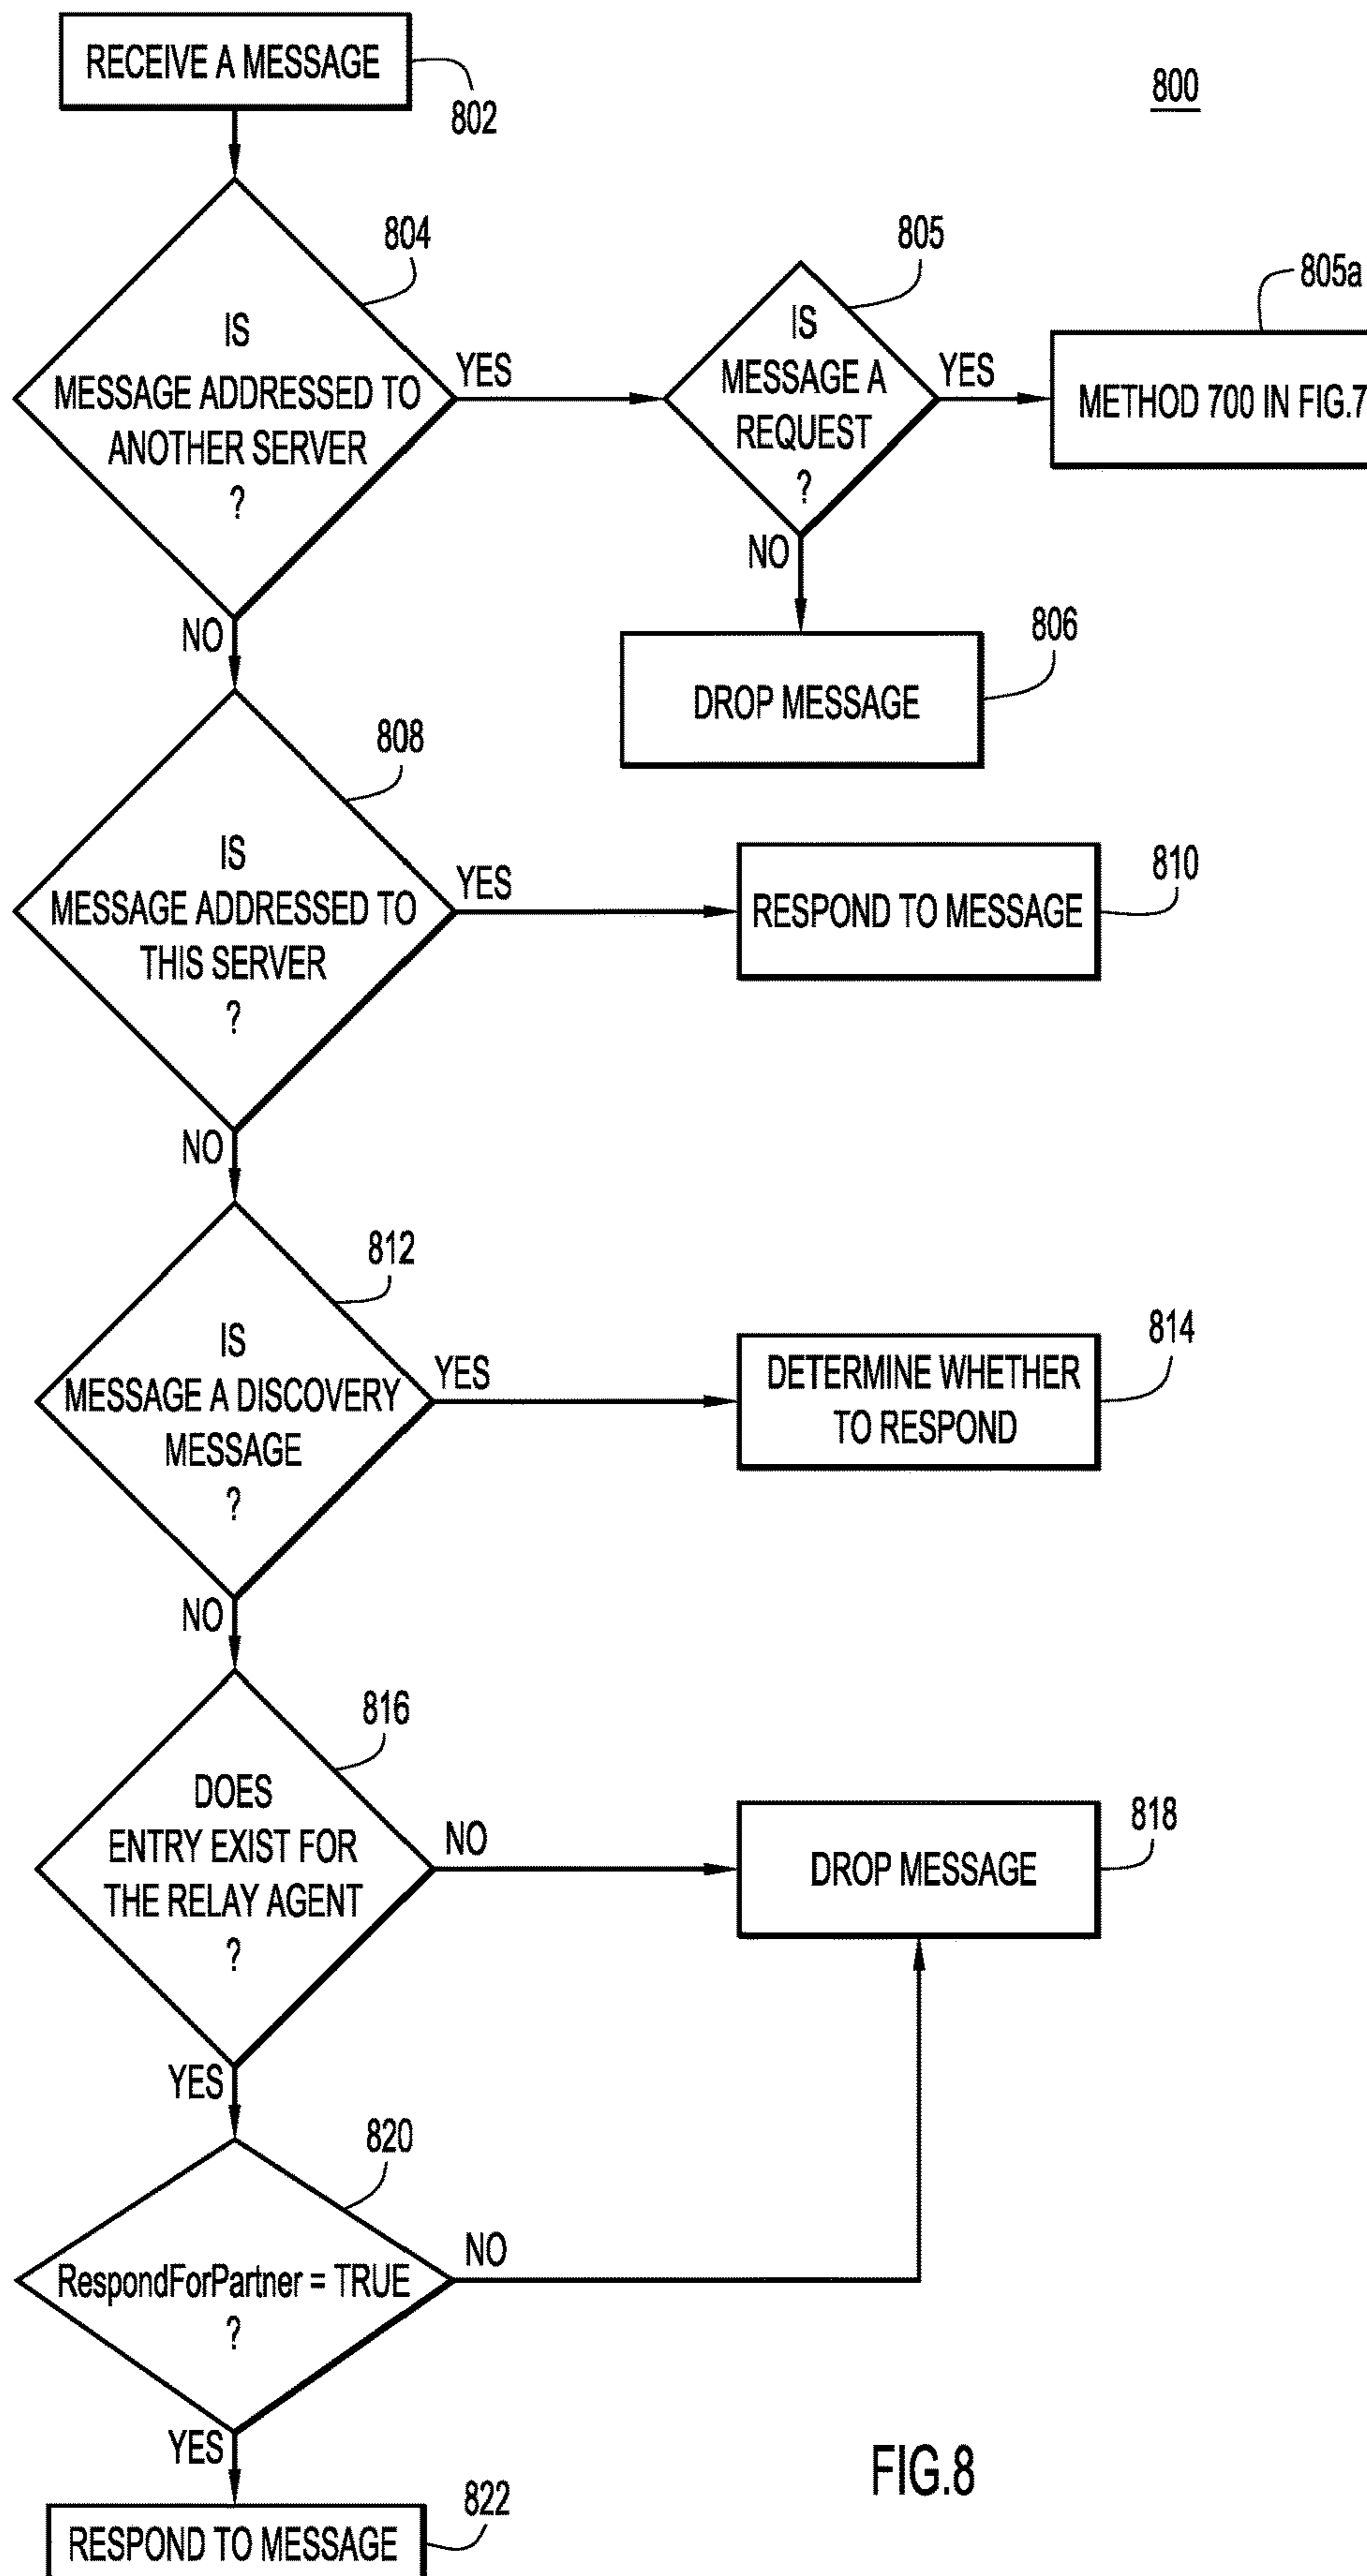 RECEIVE A MESSAGE
802
800
804
IS
MESSAGE ADDRESSED TO
ANOTHER SERVER
?
YES
805
IS
MESSAGE A
REQUEST
?
YES
805a
METHOD 700 IN FIG.7
NO
806
DROP MESSAGE
NO
808
IS
MESSAGE ADDRESSED TO
THIS SERVER
?
YES
810
RESPOND TO MESSAGE
NO
812
IS
MESSAGE A DISCOVERY
MESSAGE
?
YES
814
DETERMINE WHETHER
TO RESPOND
NO
816
DOES
ENTRY EXIST FOR
THE RELAY AGENT
?
NO
818
DROP MESSAGE
YES
820
RespondForPartner = TRUE
?
NO
YES
822
RESPOND TO MESSAGE
FIG.8